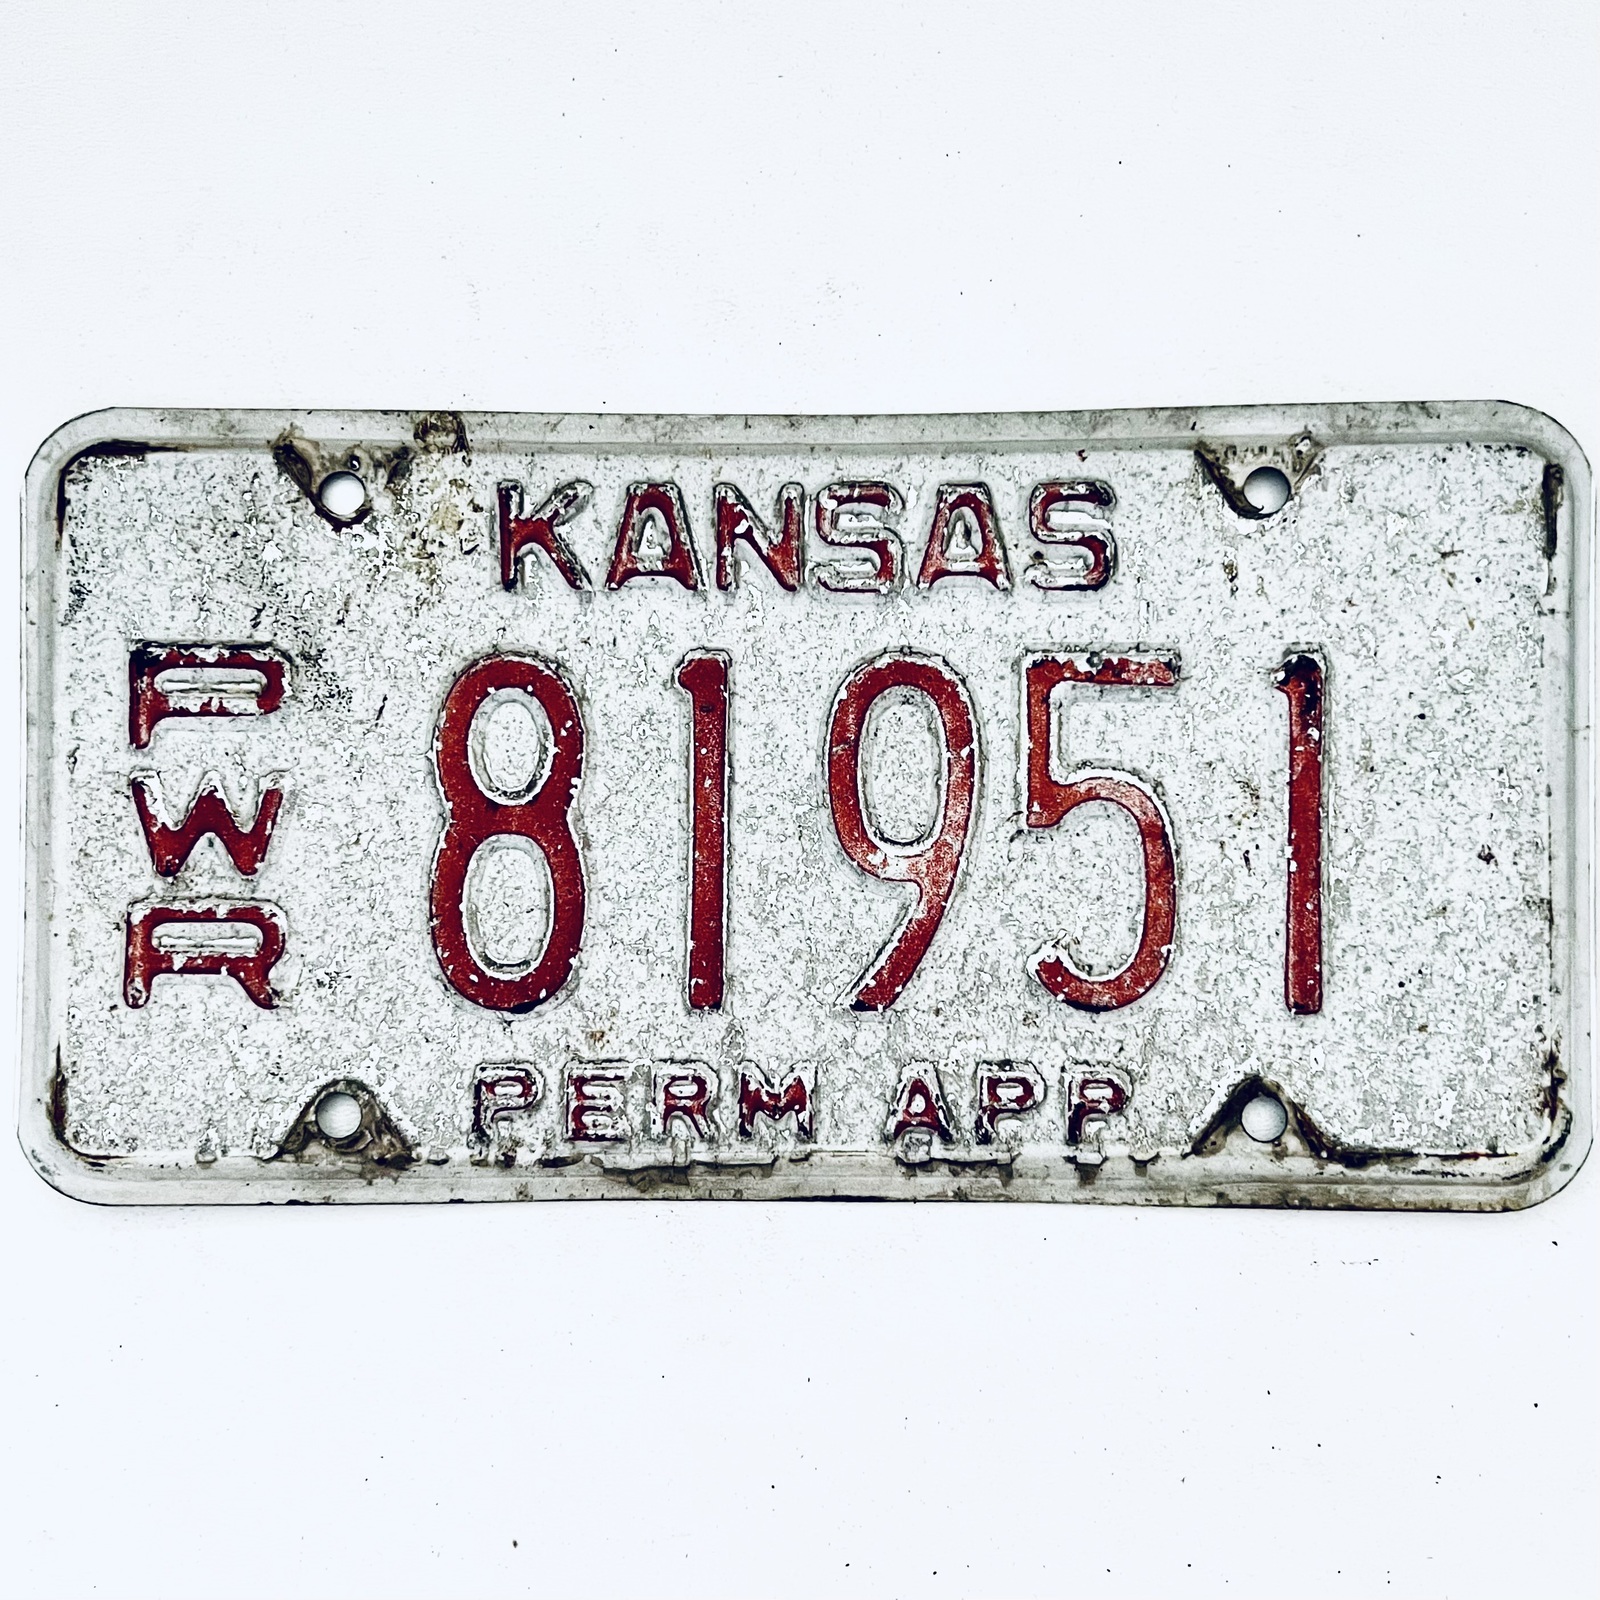 KANSAS
PWR 81951
PERM APP